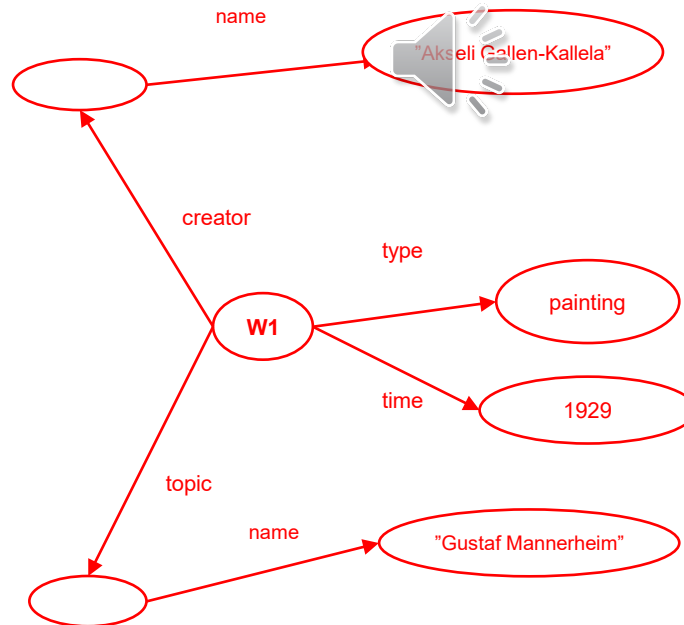 name
”Akseli Gallen-Kallela”
creator
type
W1
painting
time
1929
topic
name
”Gustaf Mannerheim”